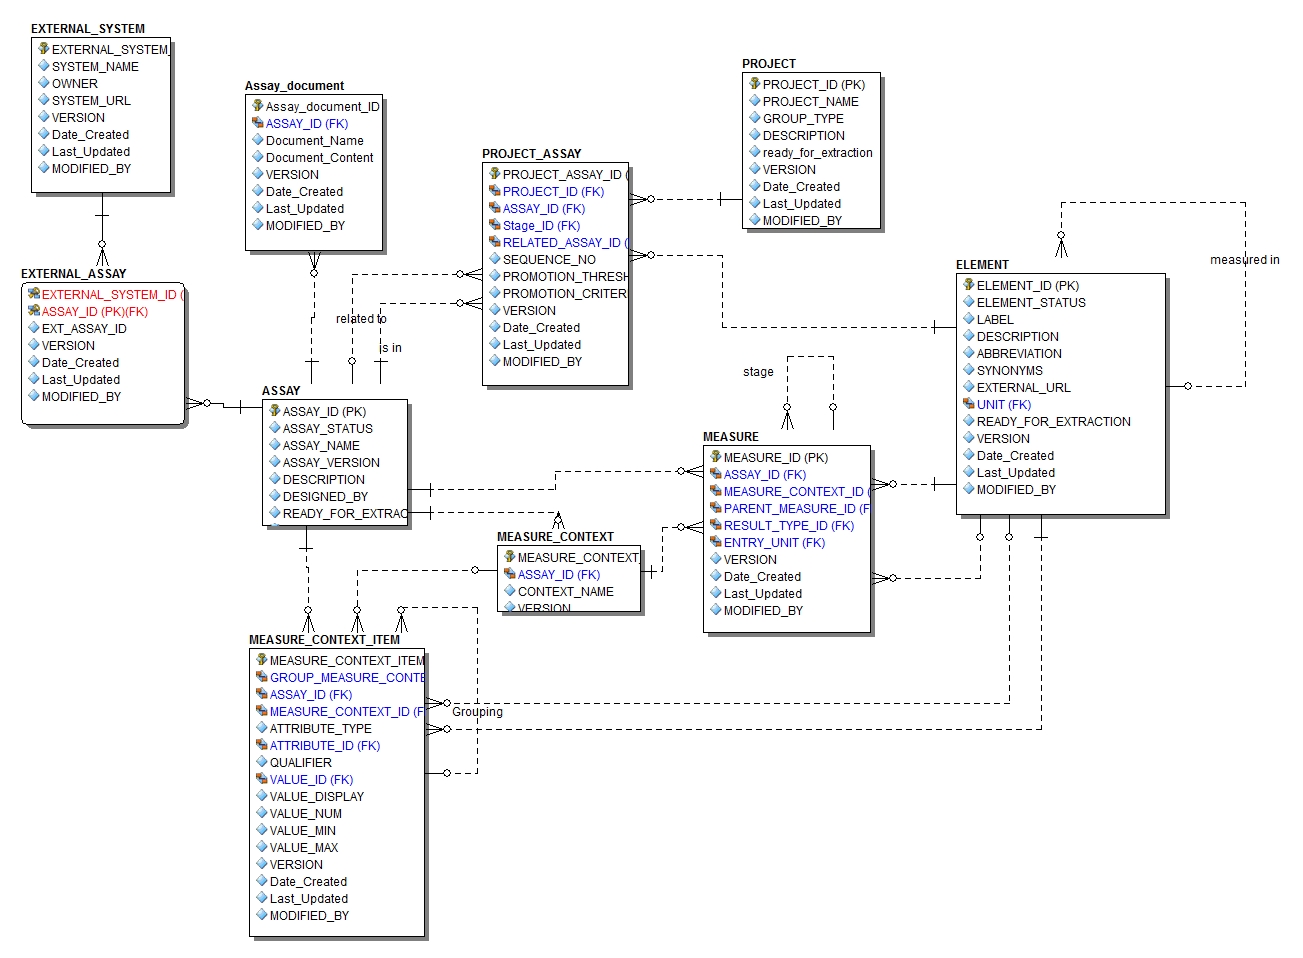 EXTERNAL_SYSTEM
EXTERNAL_SYSTEM_
SYSTEM_NAME
OWNER
SYSTEM_URL
VERSION
Date_Created
Last_Updated
MODIFIED_BY
Assay_document
Assay_document_ID
ASSAY_ID (FK)
Document_Name
Document_Content
VERSION
Date_Created
Last_Updated
MODIFIED_BY
PROJECT
PROJECT_ID (PK)
PROJECT_NAME
GROUP_TYPE
DESCRIPTION
ready_for_extraction
VERSION
Date_Created
Last_Updated
MODIFIED_BY
PROJECT_ASSAY
PROJECT_ASSAY_ID (
PROJECT_ID (FK)
ASSAY_ID (FK)
Stage_ID (FK)
RELATED_ASSAY_ID (
SEQUENCE_NO
PROMOTION_THRESH
PROMOTION_CRITER
VERSION
Date_Created
Last_Updated
MODIFIED_BY
EXTERNAL_ASSAY
EXTERNAL_SYSTEM_ID (
ASSAY_ID (PK)(FK)
EXT_ASSAY_ID
VERSION
Date_Created
Last_Updated
MODIFIED_BY
related to
is in
measured in
ELEMENT
ELEMENT_ID (PK)
ELEMENT_STATUS
LABEL
DESCRIPTION
ABBREVIATION
SYNONYMS
EXTERNAL_URL
UNIT (FK)
READY_FOR_EXTRACTION
VERSION
Date_Created
Last_Updated
MODIFIED_BY
ASSAY
ASSAY_ID (PK)
ASSAY_STATUS
ASSAY_NAME
ASSAY_VERSION
DESCRIPTION
DESIGNED_BY
READY_FOR_EXTRAC
stage
MEASURE
MEASURE_ID (PK)
ASSAY_ID (FK)
MEASURE_CONTEXT_ID (
PARENT_MEASURE_ID (F
RESULT_TYPE_ID (FK)
ENTRY_UNIT (FK)
VERSION
Date_Created
Last_Updated
MODIFIED_BY
MEASURE_CONTEXT
MEASURE_CONTEXT_
ASSAY_ID (FK)
CONTEXT_NAME
VERSION
MEASURE_CONTEXT_ITEM
MEASURE_CONTEXT_ITEM
GROUP_MEASURE_CONTE
ASSAY_ID (FK)
MEASURE_CONTEXT_ID (F
ATTRIBUTE_TYPE
ATTRIBUTE_ID (FK)
QUALIFIER
VALUE_ID (FK)
VALUE_DISPLAY
VALUE_NUM
VALUE_MIN
VALUE_MAX
VERSION
Date_Created
Last_Updated
MODIFIED_BY
Grouping